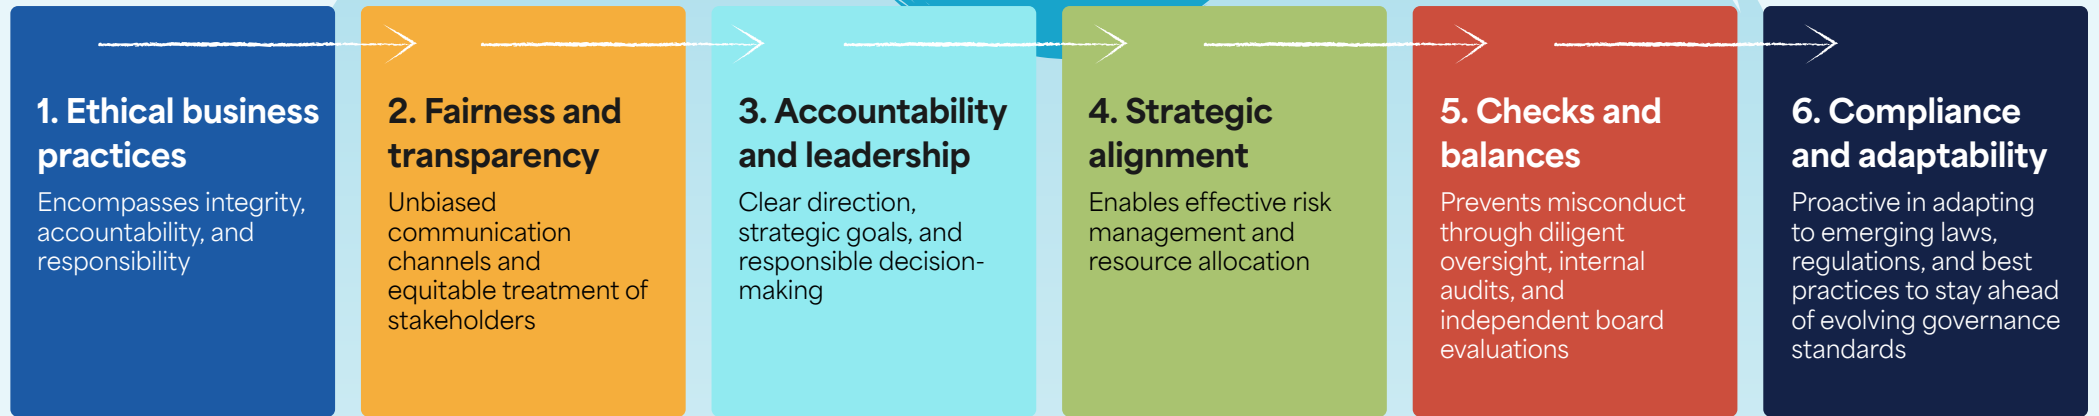 1. Ethical business
practices
Encompasses integrity,
accountability, and
responsibility
2. Fairness and
transparency
Unbiased
communication
channels and
equitable treatment of
stakeholders
3. Accountability
and leadership
Clear direction,
strategic goals, and
responsible decision-
making
4. Strategic
alignment
Enables effective risk
management and
resource allocation
5. Checks and
balances
Prevents misconduct
through diligent
oversight, internal
audits, and
independent board
evaluations
6. Compliance
and adaptability
Proactive in adapting
to emerging laws,
regulations, and best
practices to stay ahead
of evolving governance
standards